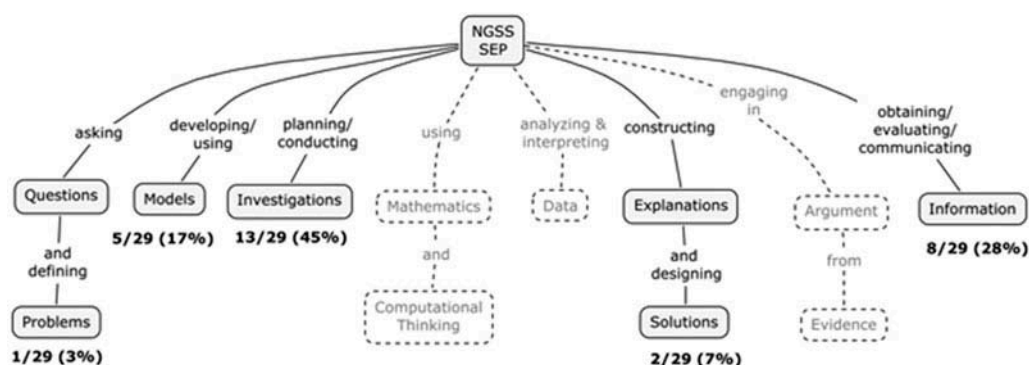 NGSS
SEP
asking
Questions
and
defining
Problems
1/29 (3%)
developing/
using
Models
5/29 (17%)
planning/
conducting
Investigations
13/29 (45%)
using
Mathematics
and
Computational
Thinking
analyzing &
interpreting
Data
constructing
Explanations
and
designing
Solutions
2/29 (7%)
engaging
in
Argument
from
Evidence
obtaining/
evaluating/
communicating
Information
8/29 (28%)